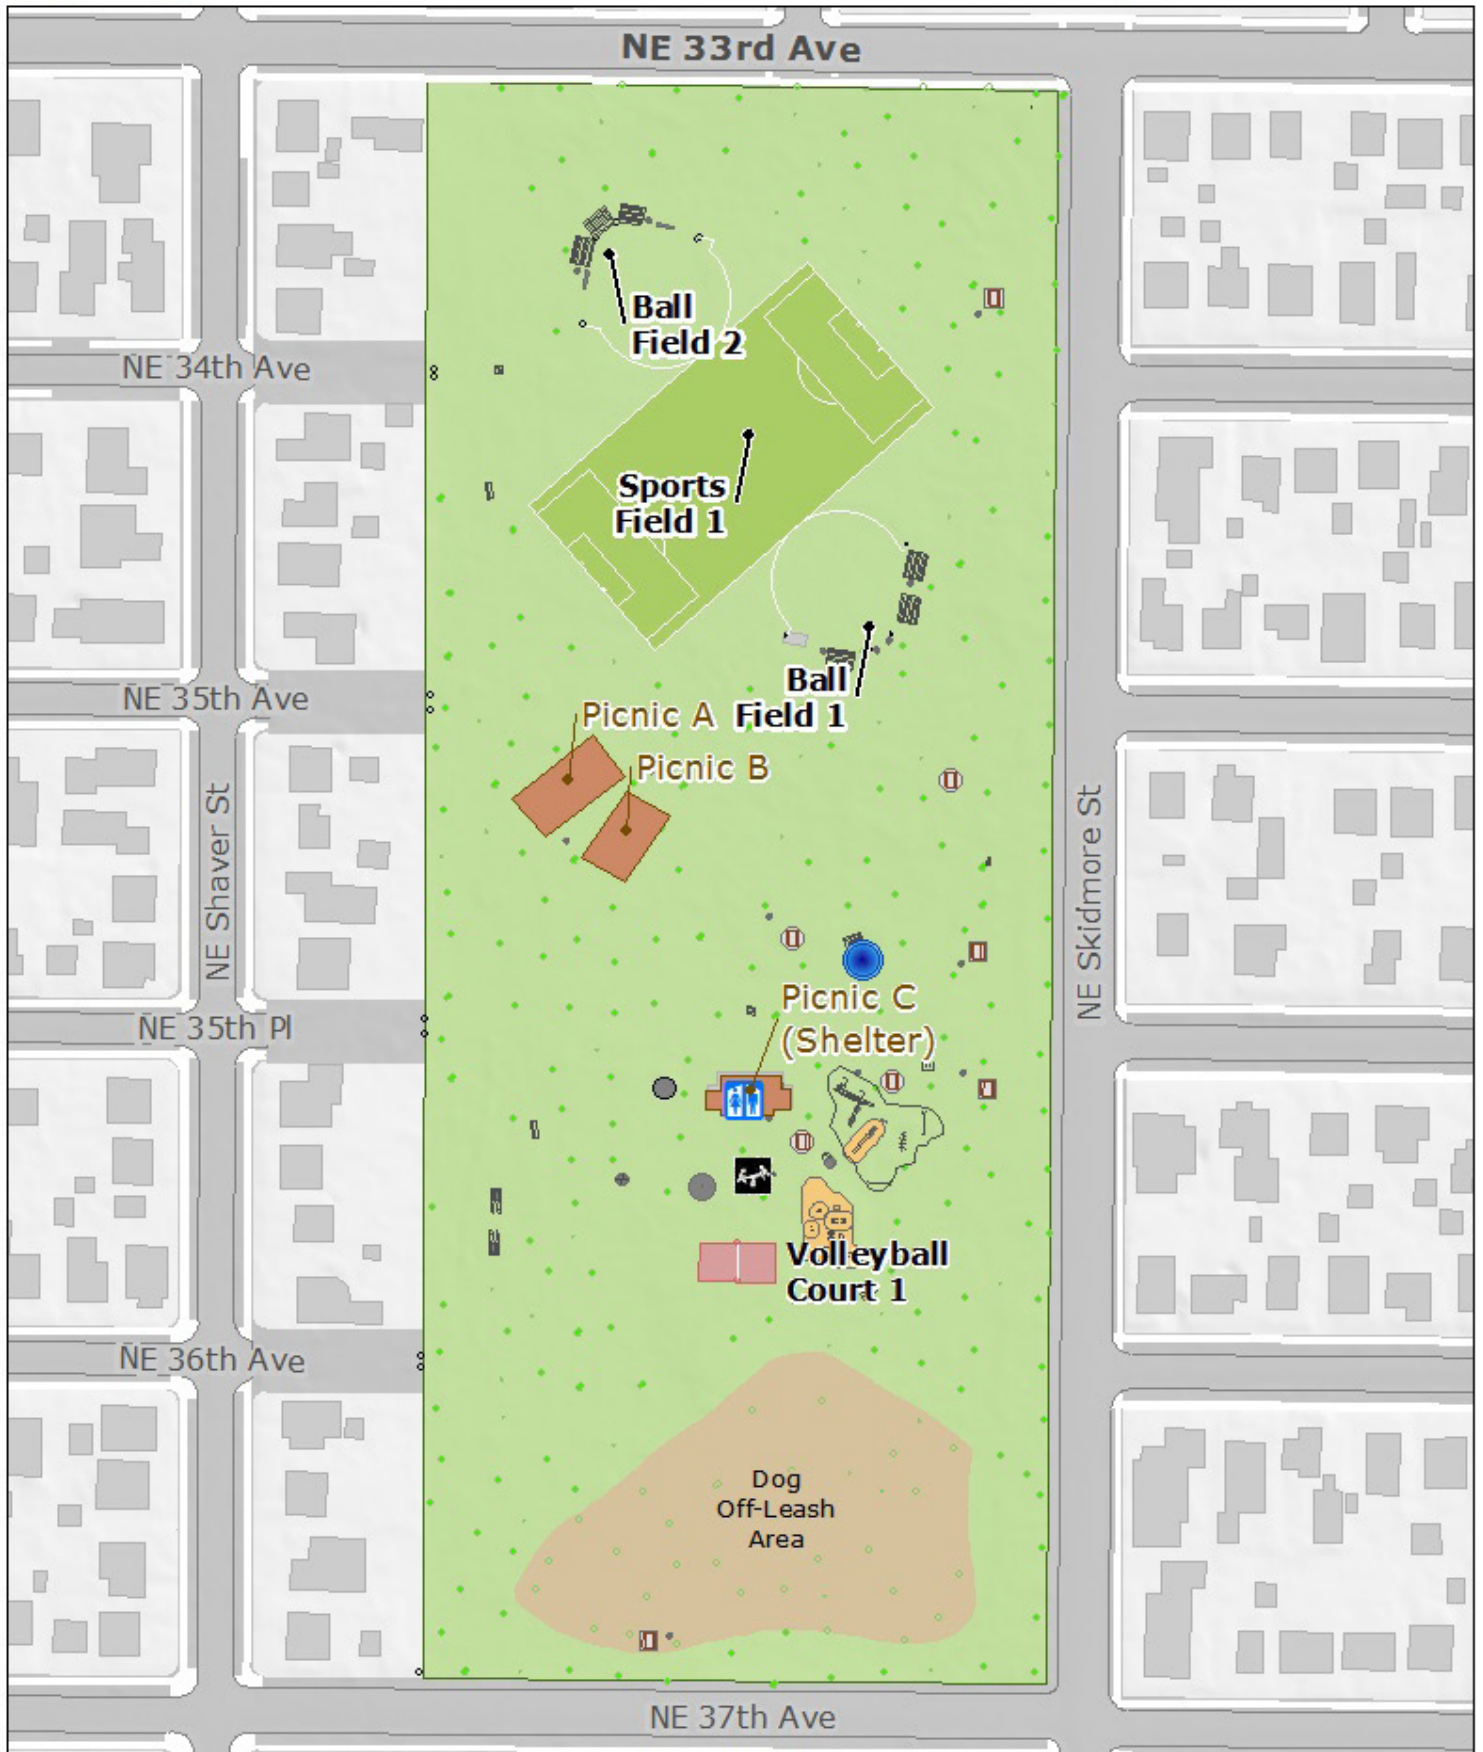 NE 33rd Ave
Ball
Field 2
NE 34th Ave
Sports
Field 1
Ball
Field 1
NE 35th Ave
Picnic A
Picnic B
NE Shaver St
NE Skidmore St
Picnic C
(Shelter)
NE 35th Pl
Volleyball
Court 1
NE 36th Ave
Dog
Off-Leash
Area
NE 37th Ave